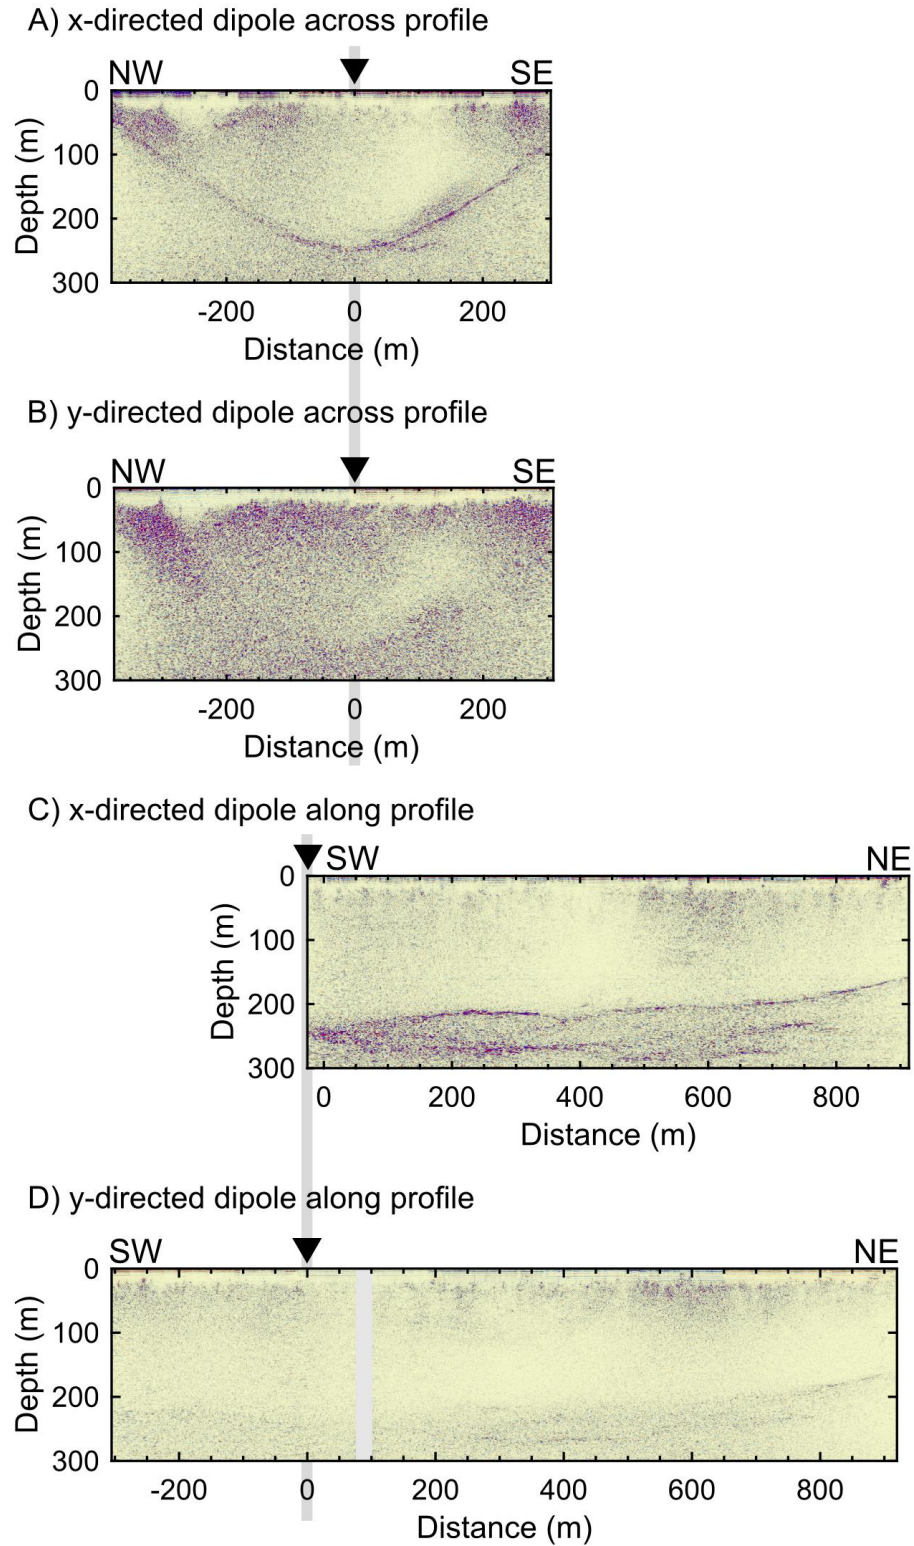 A) x-directed dipole across profile
NW SE
0
100
200
300
Depth (m)
-200 0 200
Distance (m)
B) y-directed dipole across profile
NW SE
0
100
200
300
Depth (m)
-200 0 200
Distance (m)
C) x-directed dipole along profile
SW NE
0
100
200
300
Depth (m)
0 200 400 600 800
Distance (m)
D) y-directed dipole along profile
SW NE
0
100
200
300
Depth (m)
-200 0 200 400 600 800
Distance (m)